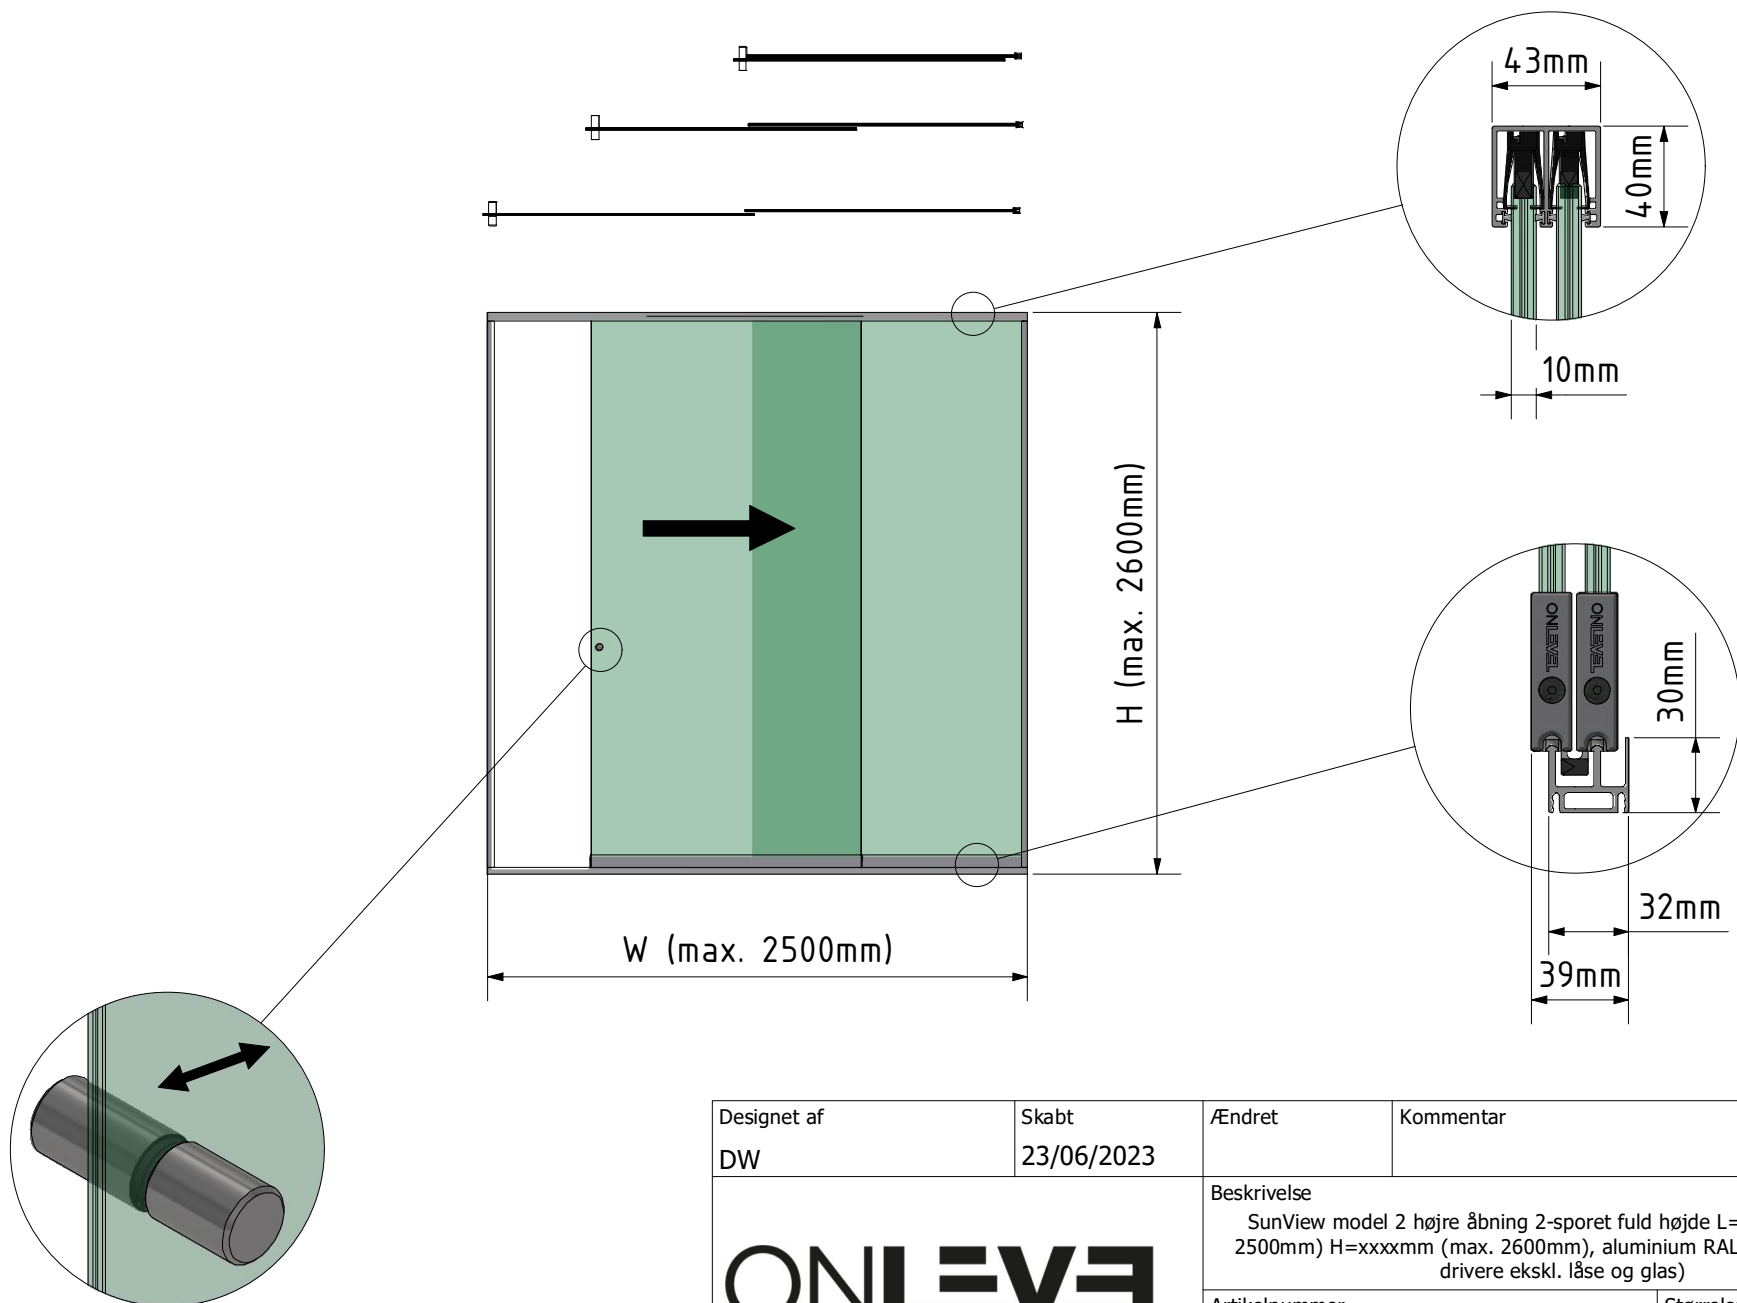 43mm
40mm
10mm
H (max. 2600mm)
W (max. 2500mm)
ONLEVEL
ONLEVEL
30mm
32mm
39mm
Designet af
DW
Skabt
23/06/2023
Ændret
Kommentar
Beskrivelse
SunView model 2 højre åbning 2-sporet fuld højde L=
2500mm) H=xxxxmm (max. 2600mm), aluminium RAL
drivere ekskl. låse og glas)